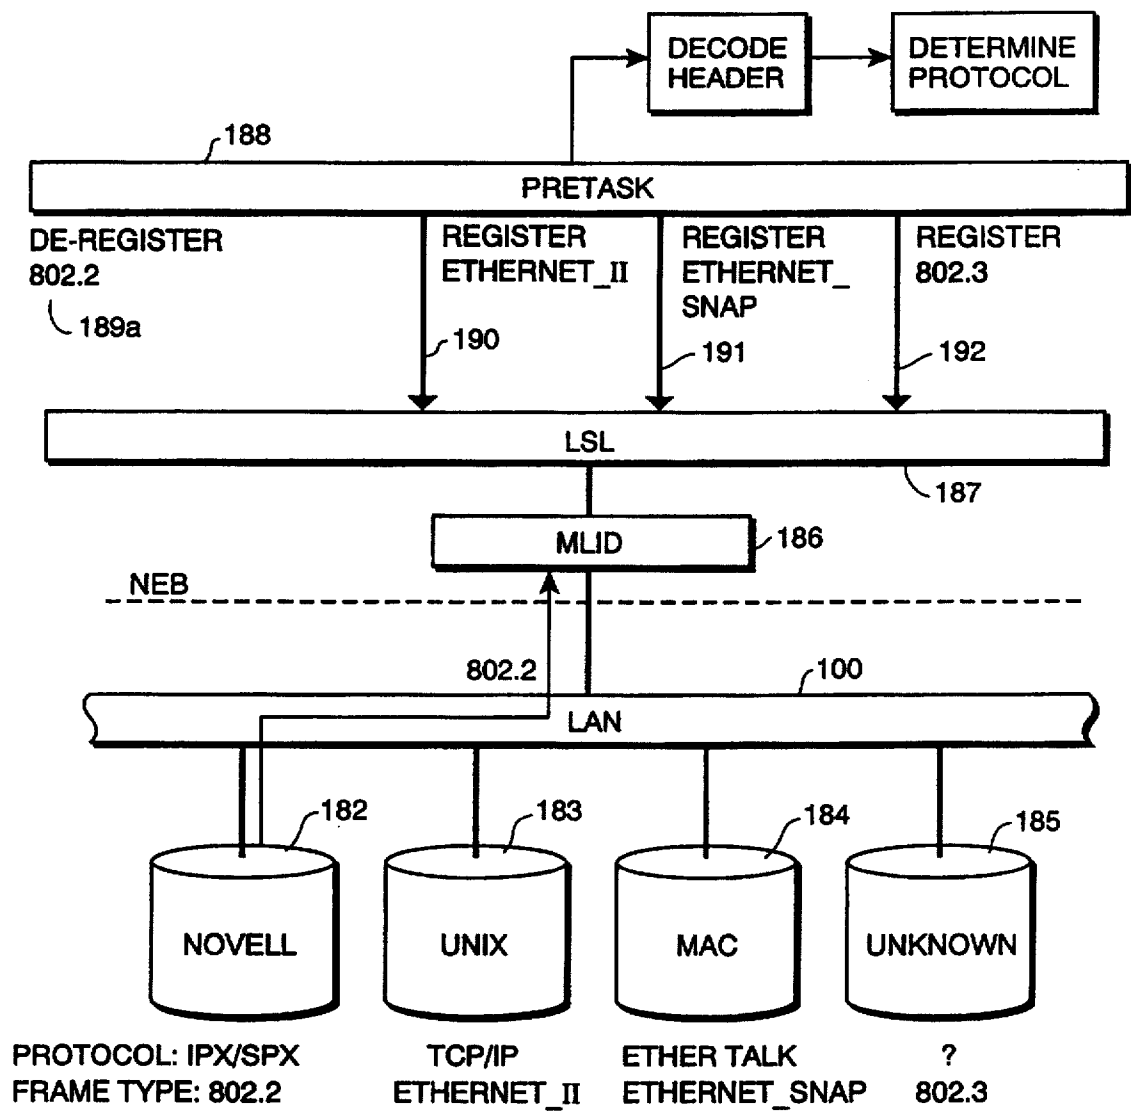 DECODE
HEADER
DETERMINE
PROTOCOL
188
PRETASK
DE-REGISTER
802.2
189a
REGISTER
ETHERNET_II
190
REGISTER
ETHERNET_
SNAP
191
REGISTER
802.3
192
LSL
187
MLID
186
NEB
802.2
100
LAN
182
183
184
185
NOVELL
UNIX
MAC
UNKNOWN
PROTOCOL: IPX/SPX
FRAME TYPE: 802.2
TCP/IP
ETHERNET_II
ETHER TALK
ETHERNET_SNAP
?
802.3